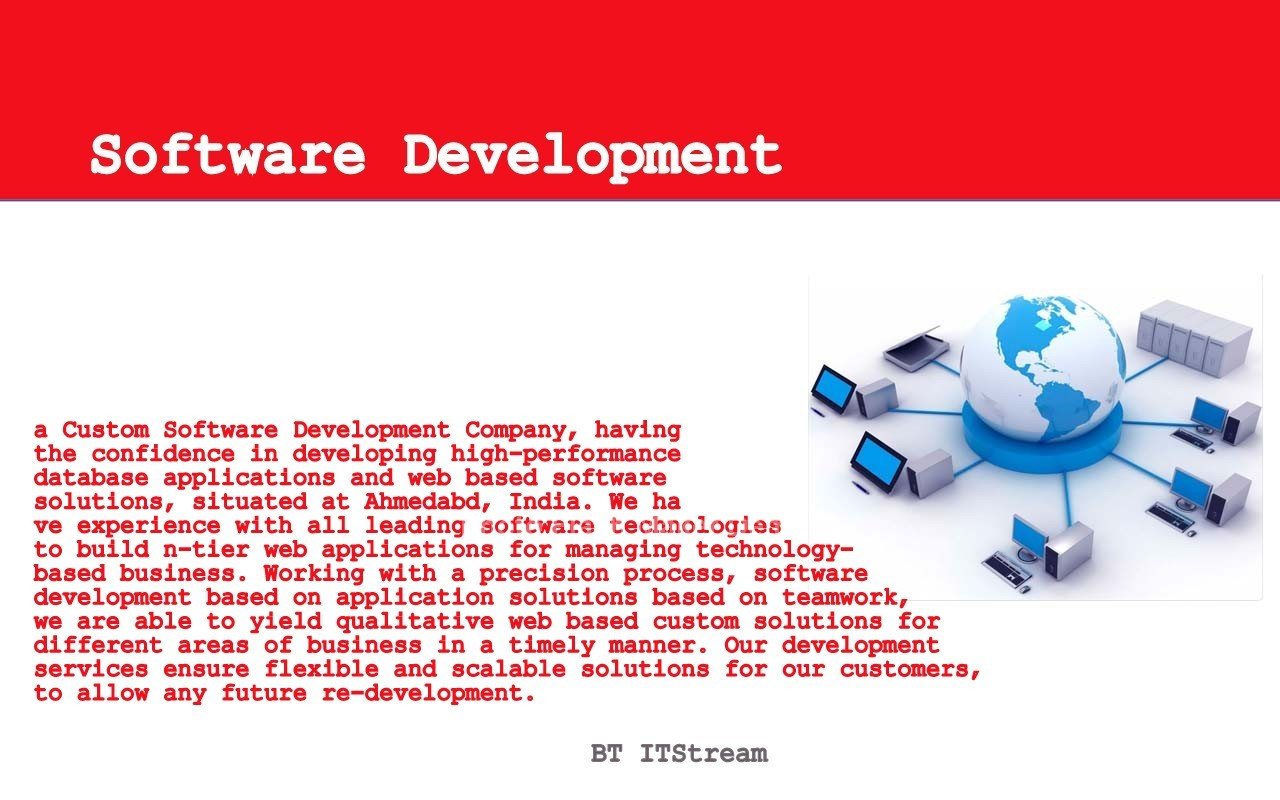 Software Development
a Custom Software Development Company, having
the confidence in developing high-performance
database applications and web based software
solutions, situated at Ahmedabd, India. We ha
ve experience with all leading software technologies
to build n-tier web applications for managing technology-
based business. Working with a precision process, software
development based on application solutions based on teamwork,
we are able to yield qualitative web based custom solutions for
different areas of business in a timely manner. Our development
services ensure flexible and scalable solutions for our customers,
to allow any future re-development.
BT ITStream